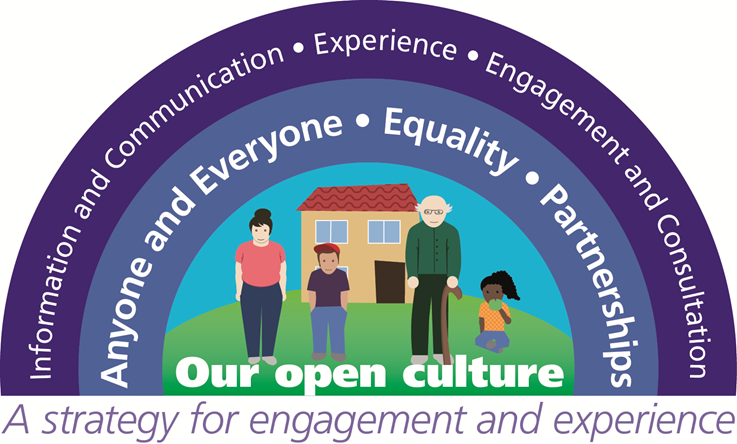 Information and Communication • Experience • Engagement and Consultation
Anyone and Everyone • Equality • Partnerships
Our open culture
A strategy for engagement and experience